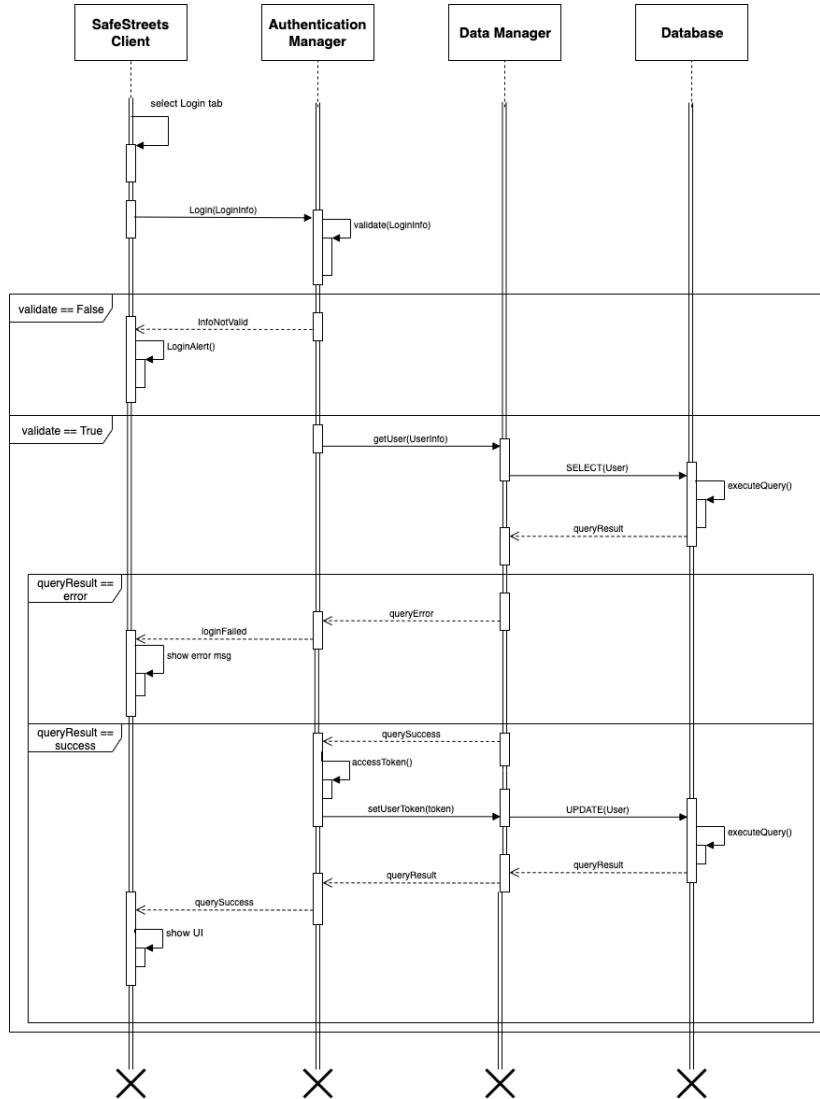 SafeStreets
Client
Authentication
Manager
Data Manager
Database
select Login tab
Login(LoginInfo)
validate(LoginInfo)
validate == False
InfoNotValid
LoginAlert()
validate == True
getUser(UserInfo)
SELECT(User)
executeQuery()
queryResult
queryResult ==
error
queryError
loginFailed
show error msg
queryResult ==
success
querySuccess
accessToken()
setUserToken(token)
UPDATE(User)
executeQuery()
queryResult
queryResult
querySuccess
show UI